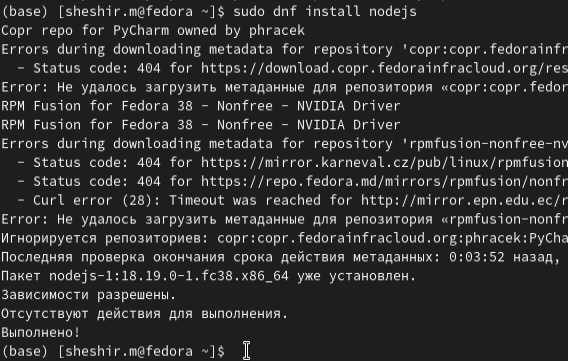 (base) [sheshir.m@fedora ~]$ sudo dnf install nodejs
Copr repo for PyCharm owned by phracek
Errors during downloading metadata for repository 'copr:copr.fedorainfr
- Status code: 404 for https://download.copr.fedorainfracloud.org/res
Error: Не удалось загрузить метаданные для репозитория «copr:copr.fedor
RPM Fusion for Fedora 38 - Nonfree - NVIDIA Driver
RPM Fusion for Fedora 38 - Nonfree - NVIDIA Driver
Errors during downloading metadata for repository 'rpmfusion-nonfree-nv
- Status code: 404 for https://mirror.karneval.cz/pub/linux/rpmfusion
- Status code: 404 for https://repo.fedora.md/mirrors/rpmfusion/nonfr
- Curl error (28): Timeout was reached for http://mirror.epn.edu.ec/r
Error: Не удалось загрузить метаданные для репозитория «rpmfusion-nonfr
Игнорируется репозиториев: copr:copr.fedorainfracloud.org:phracek:PyCha
Последняя проверка окончания срока действия метаданных: 0:03:52 назад,
Пакет nodejs-1:18.19.0-1.fc38.x86_64 уже установлен.
Зависимости разрешены.
Отсутствуют действия для выполнения.
Выполнено!
(base) [sheshir.m@fedora ~]$